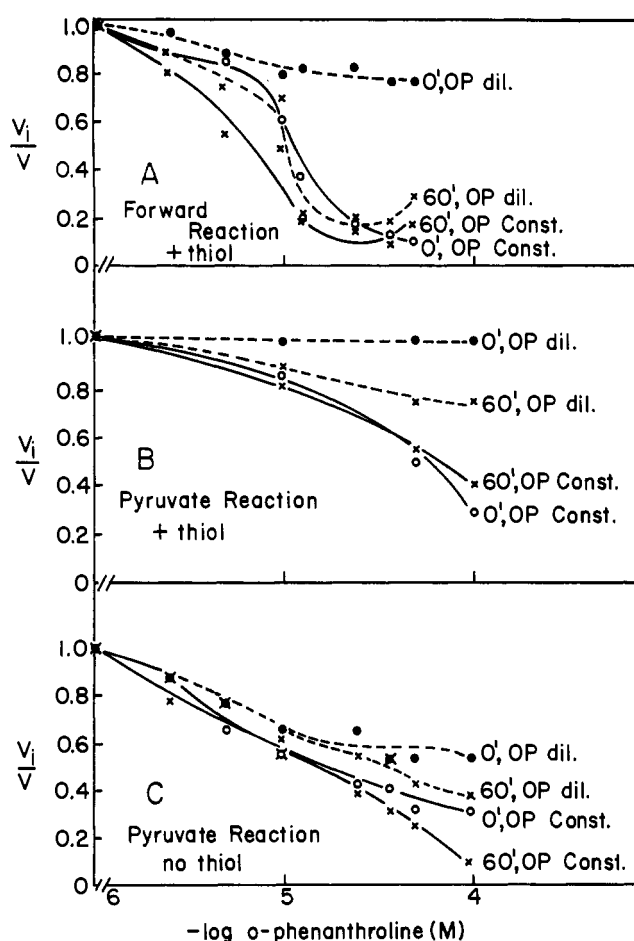 1.0
0.8
0.6
0.4
0.2
0
Vi
V
A
Forward
Reaction
+ thiol
0', OP dil.
60', OP dil.
60', OP Const.
0', OP Const.
1.0
0.8
0.6
0.4
0.2
0
Vi
V
B
Pyruvate Reaction
+ thiol
0', OP dil.
60', OP dil.
60', OP Const.
0', OP Const.
1.0
0.8
0.6
0.4
0.2
0
Vi
V
C
Pyruvate Reaction
no thiol
0', OP dil.
60', OP dil.
0', OP Const.
60', OP Const.
6
5
4
-log o-phenanthroline (M)